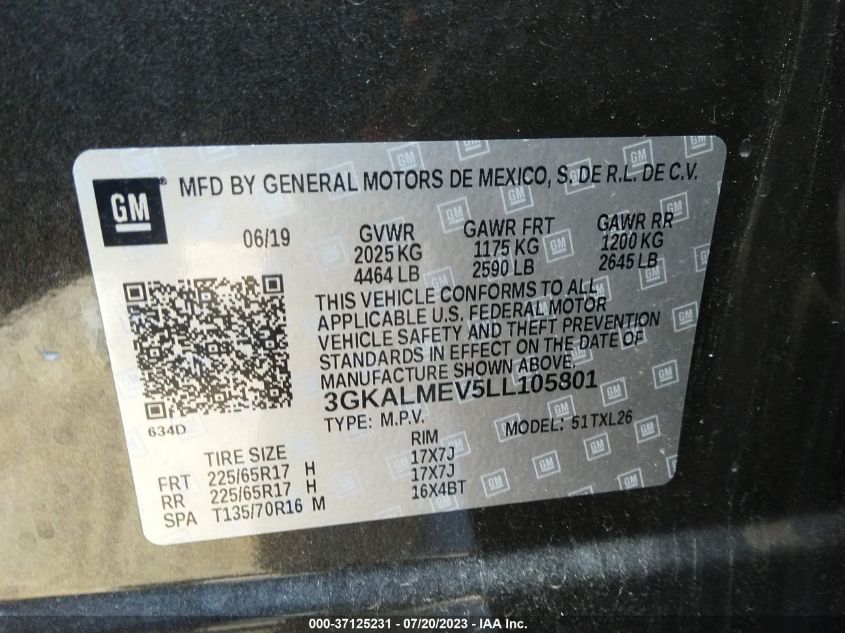 GM
MFD BY GENERAL MOTORS DE MEXICO, S. DE R.L. DE C.V.
06/19
GVWR
2025 KG
4464 LB
GAWR FRT
1175 KG
2590 LB
GAWR RR
1200 KG
2645 LB
THIS VEHICLE CONFORMS TO ALL
APPLICABLE U.S. FEDERAL MOTOR
VEHICLE SAFETY AND THEFT PREVENTION
STANDARDS IN EFFECT ON THE DATE OF
MANUFACTURE SHOWN ABOVE.
3GKALMEV5LL105801
634D
TYPE: M.P.V.
MODEL: 51TXL26
TIRE SIZE
RIM
FRT 225/65R17 H 17X7J
RR 225/65R17 H 17X7J
SPA T135/70R16 M 16X4BT
000-37125231 - 07/20/2023 - IAA Inc.